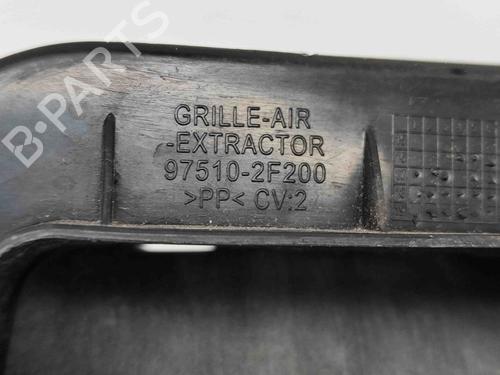 GRILLE-AIR
-EXTRACTOR
97510-2F200
>PP< CV:2
B-PARTS